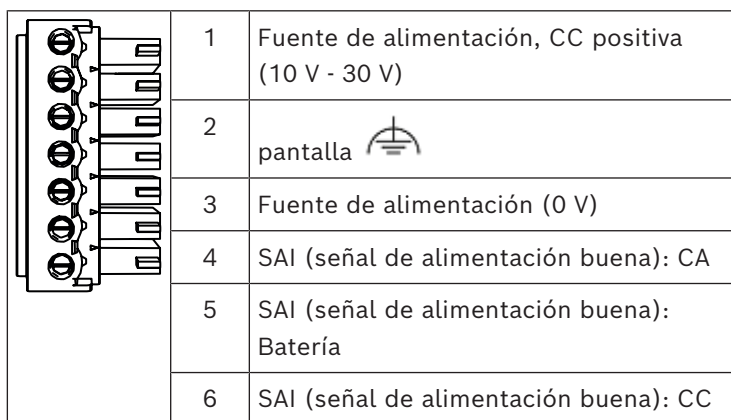 1 Fuente de alimentación, CC positiva
(10 V - 30 V)
2 pantalla
3 Fuente de alimentación (0 V)
4 SAI (señal de alimentación buena): CA
5 SAI (señal de alimentación buena):
Batería
6 SAI (señal de alimentación buena): CC